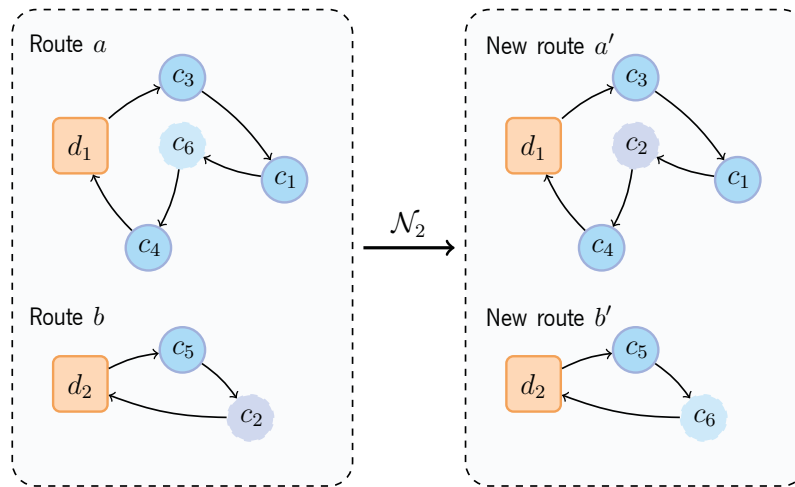 Route a
c₃
d₁
c₆
c₁
c₄
Route b
c₅
d₂
c₂
𝒩₂
New route a′
c₃
d₁
c₂
c₁
c₄
New route b′
c₅
d₂
c₆